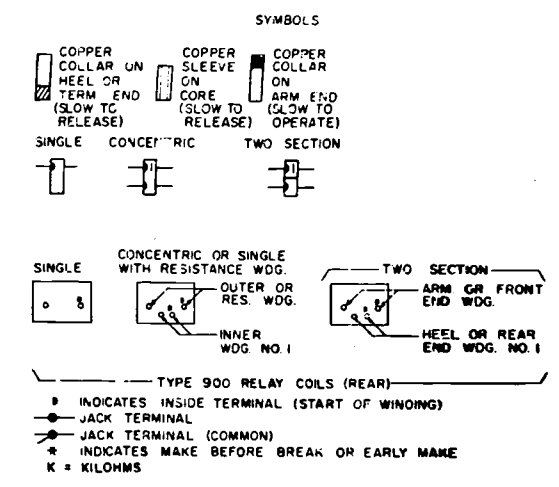 SYMBOLS
COPPER COLLAR ON HEEL OR TERM END (SLOW TO RELEASE)
COPPER SLEEVE ON CORE (SLOW TO RELEASE)
COPPER COLLAR ON ARM END (SLOW TO OPERATE)
SINGLE
CONCENTRIC
TWO SECTION
SINGLE
CONCENTRIC OR SINGLE
WITH RESISTANCE WDG.
OUTER OR
RES. WDG.
INNER
WDG. NO. 1
TWO SECTION
ARM. OR FRONT
END WDG.
HEEL OR REAR
END WDG. NO. 1
TYPE 900 RELAY COILS (REAR)
INDICATES INSIDE TERMINAL (START OF WINDING)
JACK TERMINAL
JACK TERMINAL (COMMON)
* INDICATES MAKE BEFORE BREAK OR EARLY MAKE
K = KILOHMS